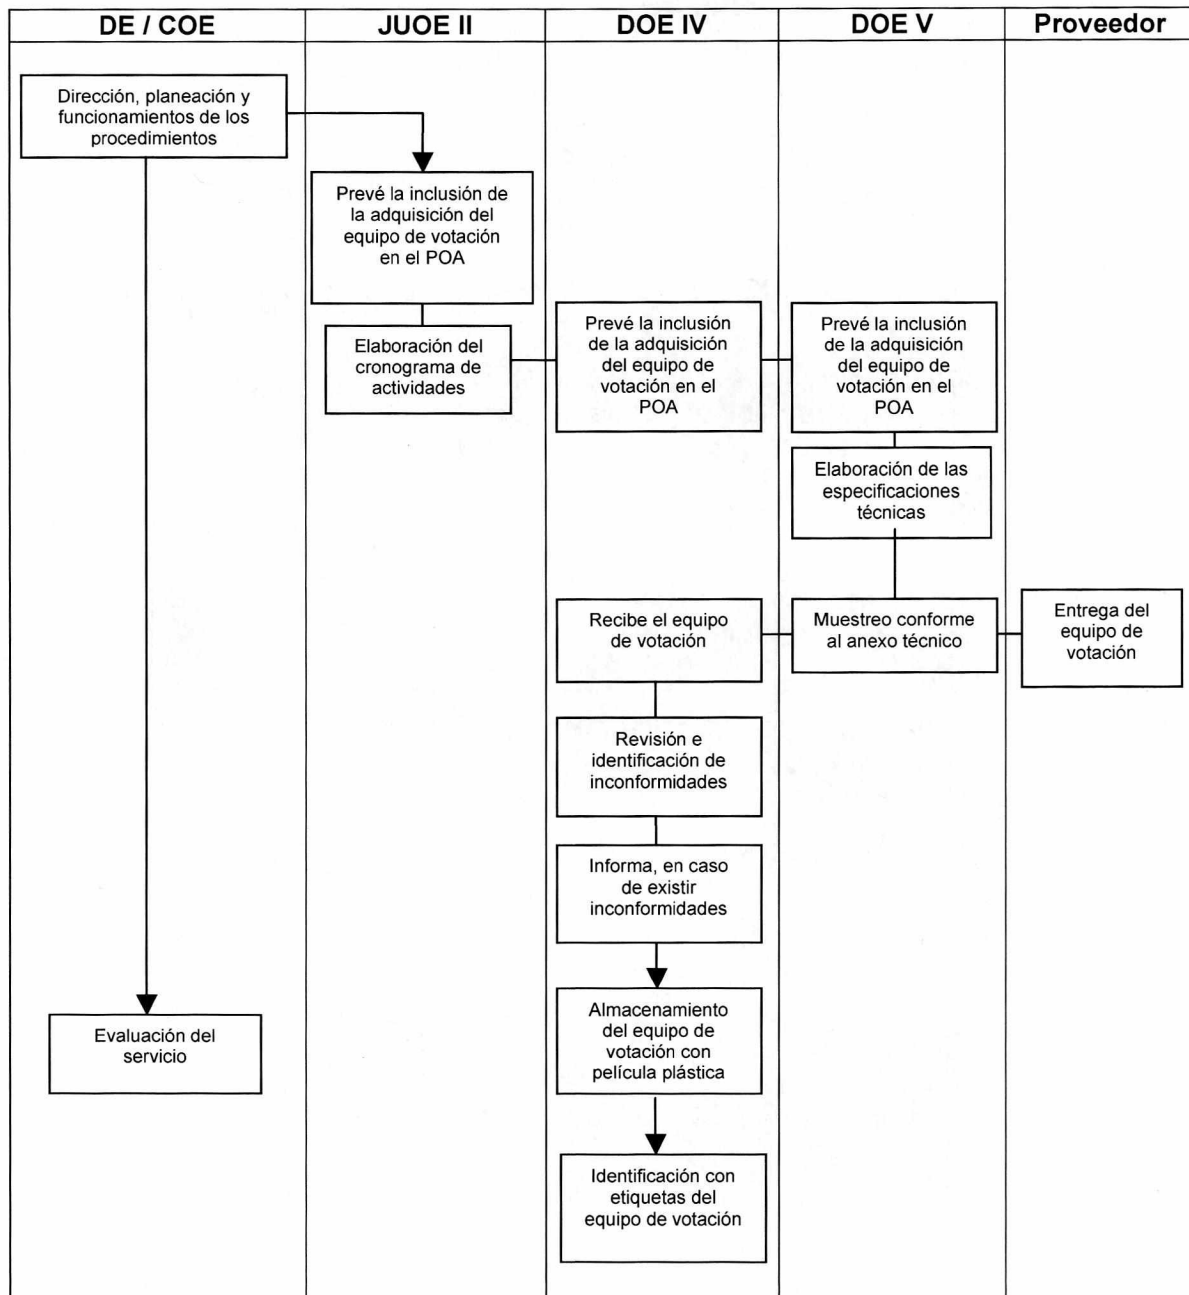 DE / COE
JUOE II
DOE IV
DOE V
Proveedor
Dirección, planeación y
funcionamientos de los
procedimientos
Prevé la inclusión de
la adquisición del
equipo de votación
en el POA
Elaboración del
cronograma de
actividades
Prevé la inclusión
de la adquisición
del equipo de
votación en el
POA
Prevé la inclusión
de la adquisición
del equipo de
votación en el
POA
Elaboración de las
especificaciones
técnicas
Recibe el equipo
de votación
Muestreo conforme
al anexo técnico
Entrega del
equipo de
votación
Revisión e
identificación de
inconformidades
Informa, en caso
de existir
inconformidades
Almacenamiento
del equipo de
votación con
película plástica
Evaluación del
servicio
Identificación con
etiquetas del
equipo de votación